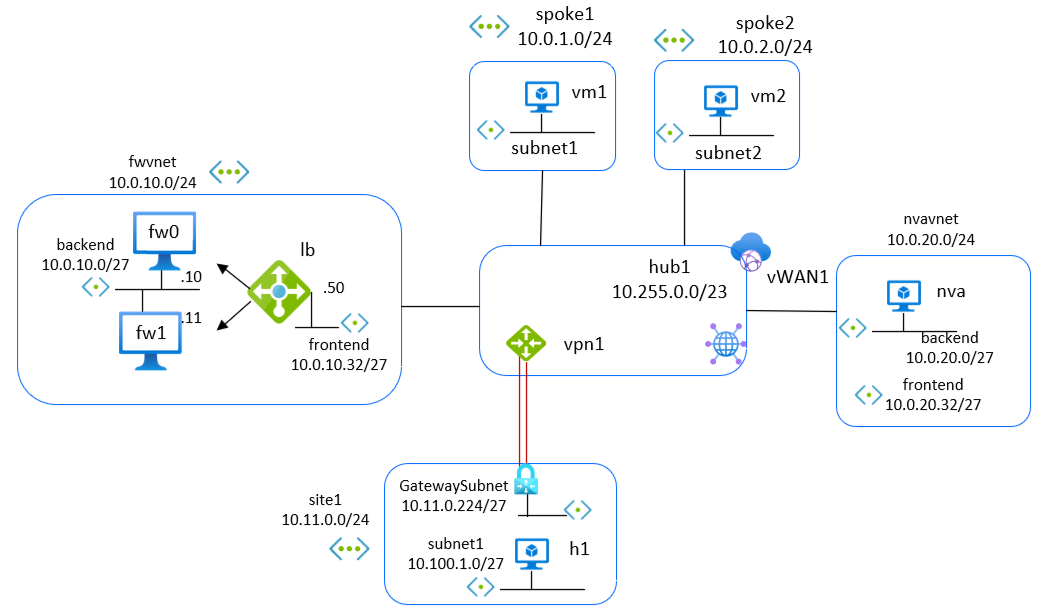 spoke1
10.0.1.0/24
vm1
subnet1
spoke2
10.0.2.0/24
vm2
subnet2
fwvnet
10.0.10.0/24
fw0
backend
10.0.10.0/27
.10
fw1
.11
lb
.50
frontend
10.0.10.32/27
hub1
10.255.0.0/23
vWAN1
vpn1
nvavnet
10.0.20.0/24
nva
backend
10.0.20.0/27
frontend
10.0.20.32/27
site1
10.11.0.0/24
GatewaySubnet
10.11.0.224/27
subnet1
10.100.1.0/27
h1